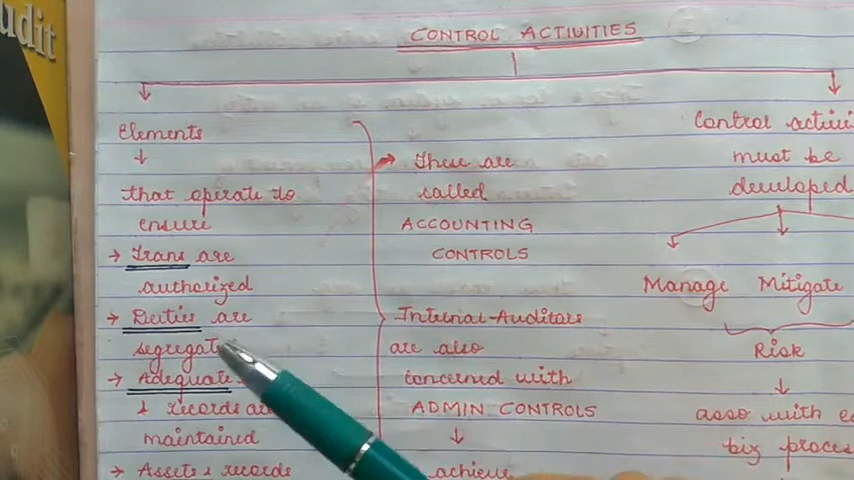 udit
CONTROL ACTIVITIES
Elements
that operate to
ensure
→ Trans are
authorized
→ Duties are
segregat
→ Adequate
& records are
maintained
→ Assets & records
These are
called
ACCOUNTING
CONTROLS
Internal Auditors
are also
concerned with
ADMIN CONTROLS
achieve
Control activi
must be
developed
Manage Mitigate
Risk
asso with e
biz proces